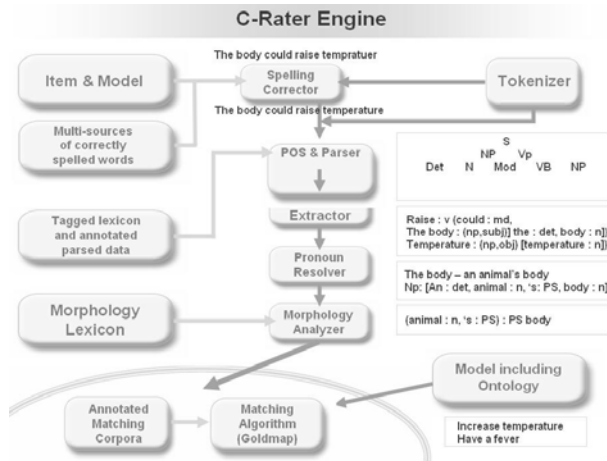 C-Rater Engine
The body could raise tempratuer
Item & Model
Spelling
Corrector
Tokenizer
The body could raise temperature
Multi-sources
of correctly
spelled words
POS & Parser
S
NP Vp
Det N Mod VB NP
Tagged lexicon
and annotated
parsed data
Extractor
Raise : v (could : md,
The body : (np,subj)] the : det, body : n])
Temperature : (np,obj) [temperature : n])
Pronoun
Resolver
The body – an animal's body
Np: [An : det, animal : n, 's: PS, body : n]
Morphology
Lexicon
Morphology
Analyzer
(animal : n, 's : PS) : PS body
Model including
Ontology
Annotated
Matching
Corpora
Matching
Algorithm
(Goldmap)
Increase temperature
Have a fever